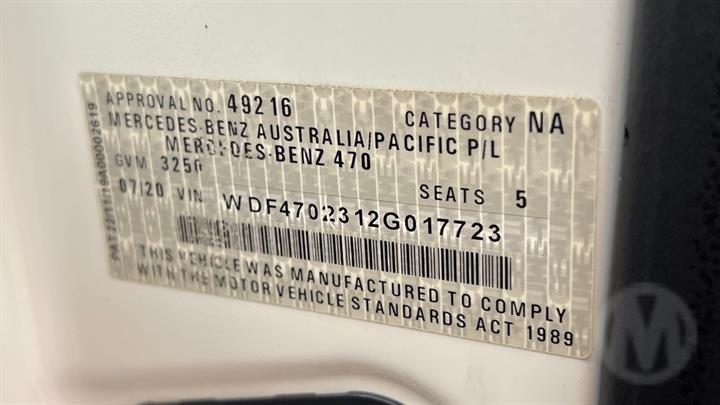 APPROVAL NO. 49216 CATEGORY NA
MERCEDES-BENZ AUSTRALIA/PACIFIC P/L
MERCEDES-BENZ 470
GVM 3250
07/20 VIN WDF4702312G017723 SEATS 5
THIS VEHICLE WAS MANUFACTURED TO COMPLY
WITH THE MOTOR VEHICLE STANDARDS ACT 1989
M